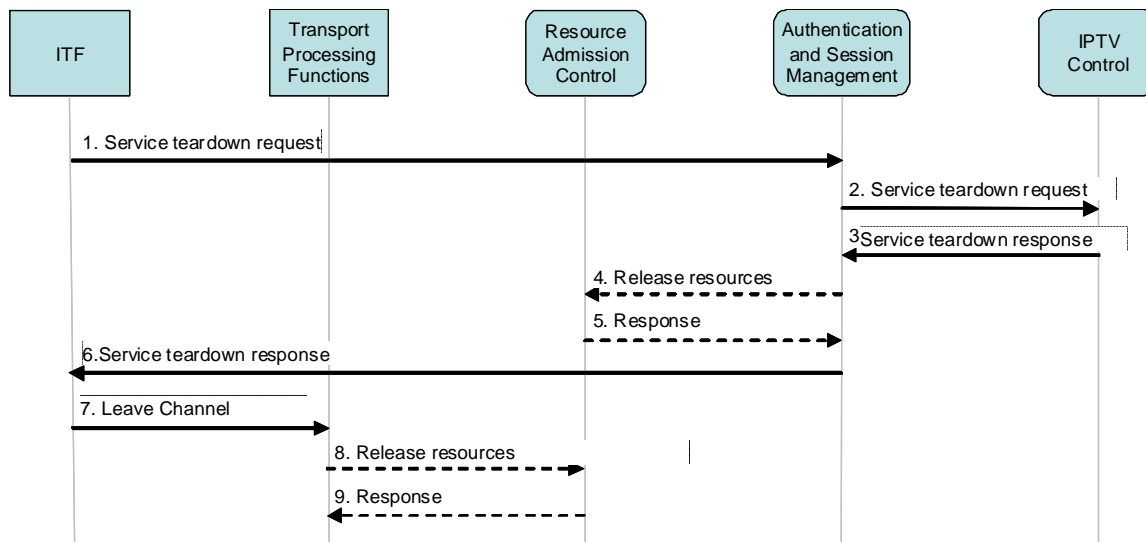 ITF
Transport
Processing
Functions
Resource
Admission
Control
Authentication
and Session
Management
IPTV
Control
1. Service teardown request
2. Service teardown request
3Service teardown response
4. Release resources
5. Response
6.Service teardown response
7. Leave Channel
8. Release resources
9. Response